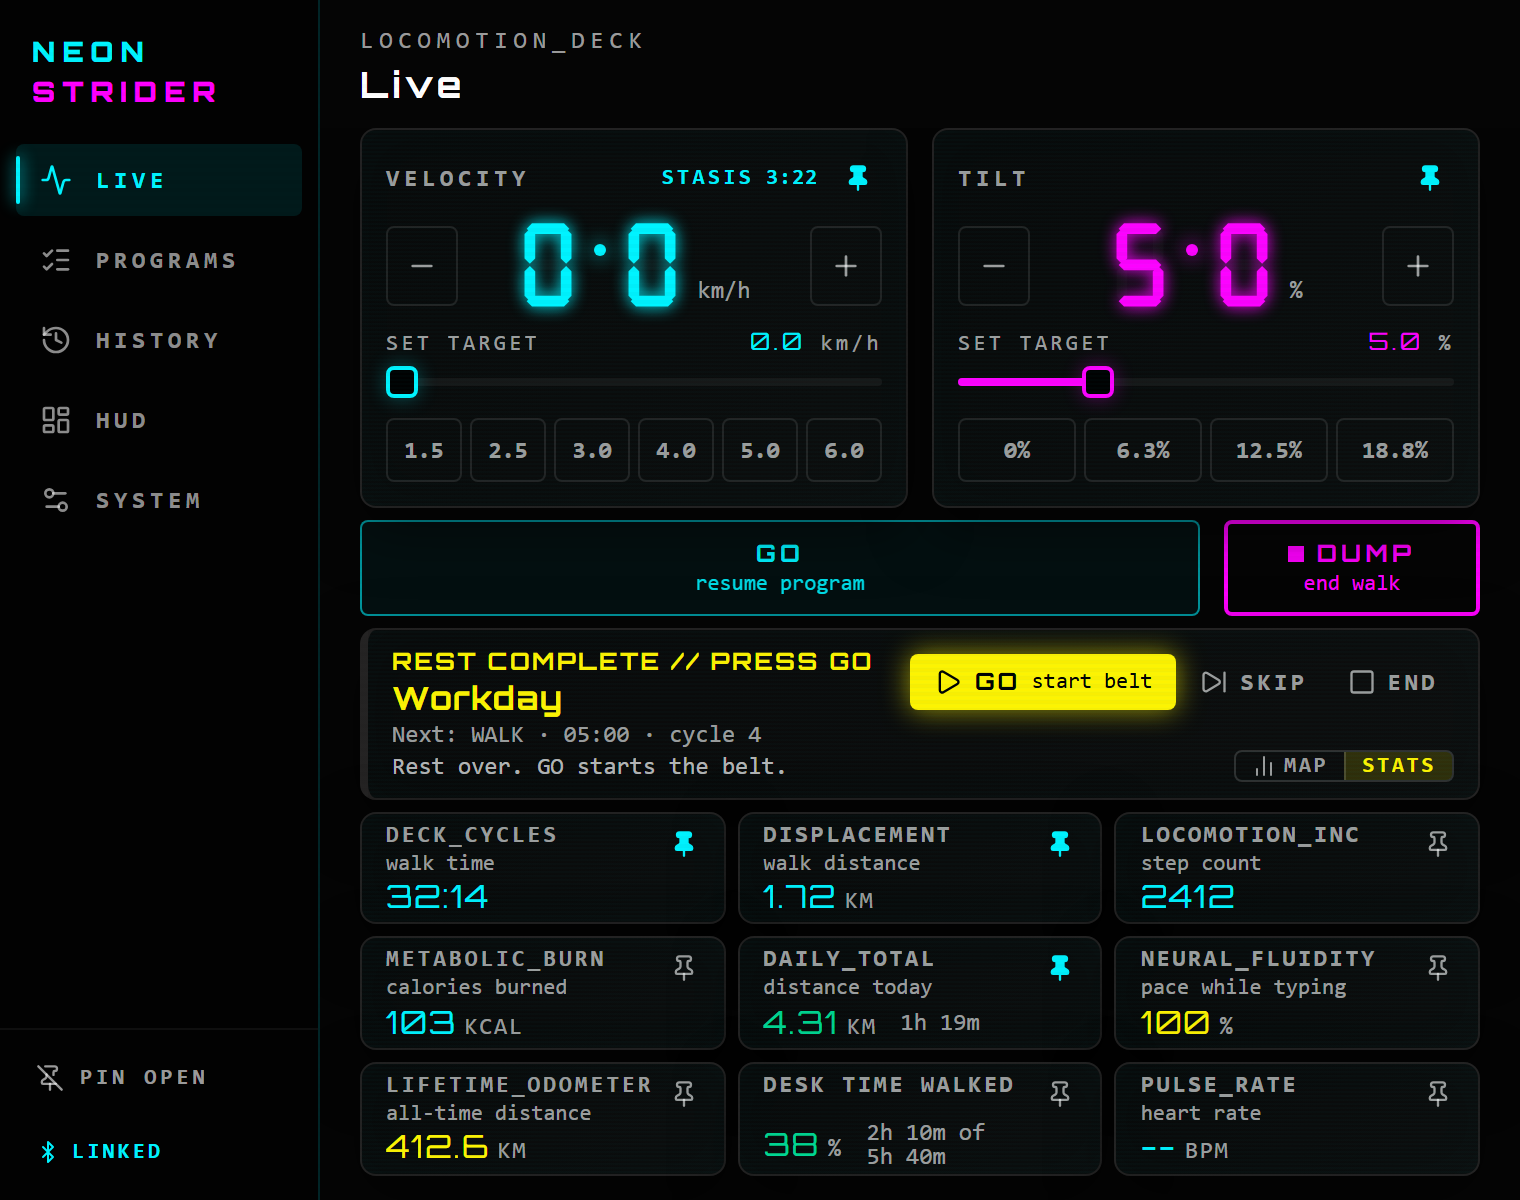 NEON
STRIDER
LIVE
PROGRAMS
HISTORY
HUD
SYSTEM
PIN OPEN
LINKED
LOCOMOTION_DECK
Live
VELOCITY
STASIS 3:22
0.0 km/h
SET TARGET
0.0 km/h
1.5 2.5 3.0 4.0 5.0 6.0
TILT
5.0 %
SET TARGET
5.0 %
0% 6.3% 12.5% 18.8%
GO
resume program
DUMP
end walk
REST COMPLETE // PRESS GO
Workday
Next: WALK · 05:00 · cycle 4
Rest over. GO starts the belt.
GO start belt
SKIP
END
MAP
STATS
DECK_CYCLES
walk time
32:14
DISPLACEMENT
walk distance
1.72 KM
LOCOMOTION_INC
step count
2412
METABOLIC_BURN
calories burned
103 KCAL
DAILY_TOTAL
distance today
4.31 KM 1h 19m
NEURAL_FLUIDITY
pace while typing
100 %
LIFETIME_ODOMETER
all-time distance
412.6 KM
DESK TIME WALKED
38 %
2h 10m of
5h 40m
PULSE_RATE
heart rate
-- BPM